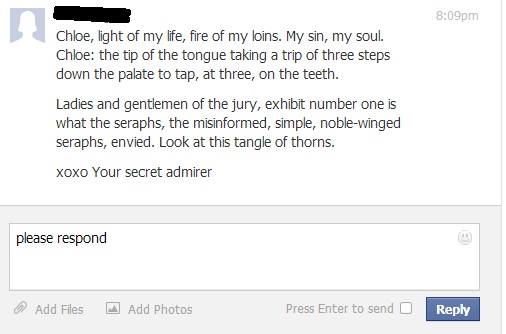 8:09pm
Chloe, light of my life, fire of my loins. My sin, my soul.
Chloe: the tip of the tongue taking a trip of three steps
down the palate to tap, at three, on the teeth.
Ladies and gentlemen of the jury, exhibit number one is
what the seraphs, the misinformed, simple, noble-winged
seraphs, envied. Look at this tangle of thorns.
xoxo Your secret admirer
please respond
Add Files Add Photos Press Enter to send Reply